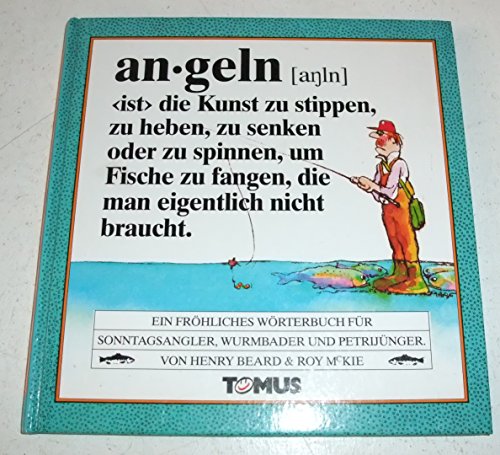 an·geln [aŋln]
‹ist› die Kunst zu stippen,
zu heben, zu senken
oder zu spinnen, um
Fische zu fangen, die
man eigentlich nicht
braucht.
EIN FRÖHLICHES WÖRTERBUCH FÜR
SONNTAGSANGLER, WURMBADER UND PETRIJÜNGER.
VON HENRY BEARD & ROY McKIE
TOMUS